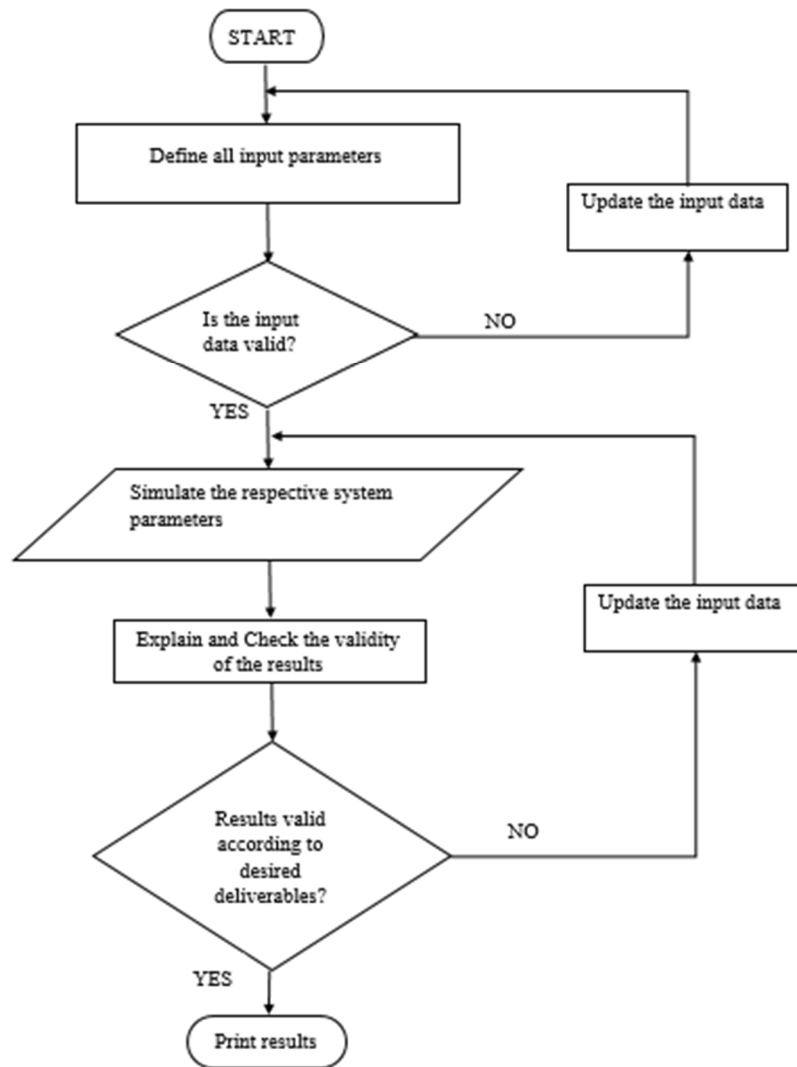 START
Define all input parameters
Update the input data
Is the input
data valid?
NO
YES
Simulate the respective system
parameters
Update the input data
Explain and Check the validity
of the results
Results valid
according to
desired
deliverables?
NO
YES
Print results